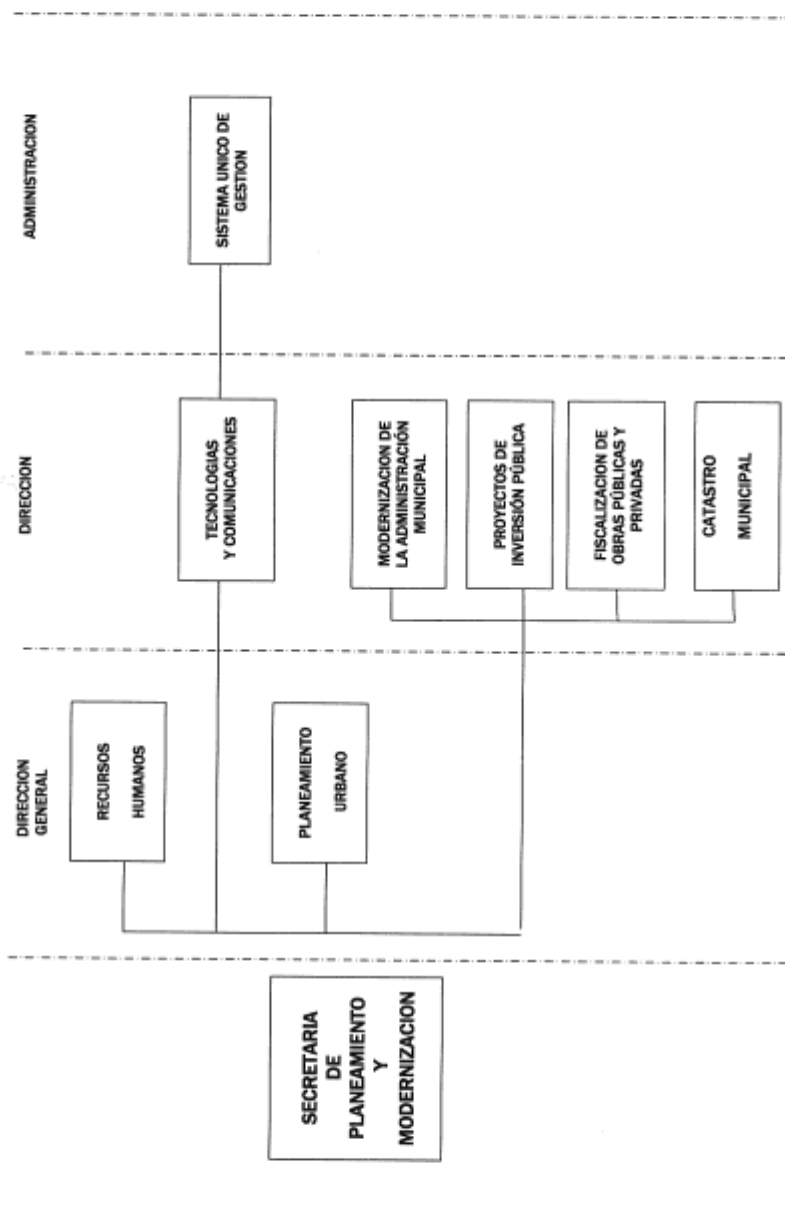 SECRETARIA
DE
PLANEAMIENTO
Y
MODERNIZACION
DIRECCION
GENERAL
RECURSOS
HUMANOS
PLANEAMIENTO
URBANO
DIRECCION
TECNOLOGIAS
Y COMUNICACIONES
MODERNIZACION DE
LA ADMINISTRACIÓN
MUNICIPAL
PROYECTOS DE
INVERSIÓN PÚBLICA
FISCALIZACION DE
OBRAS PÚBLICAS Y
PRIVADAS
CATASTRO
MUNICIPAL
ADMINISTRACION
SISTEMA UNICO DE
GESTION